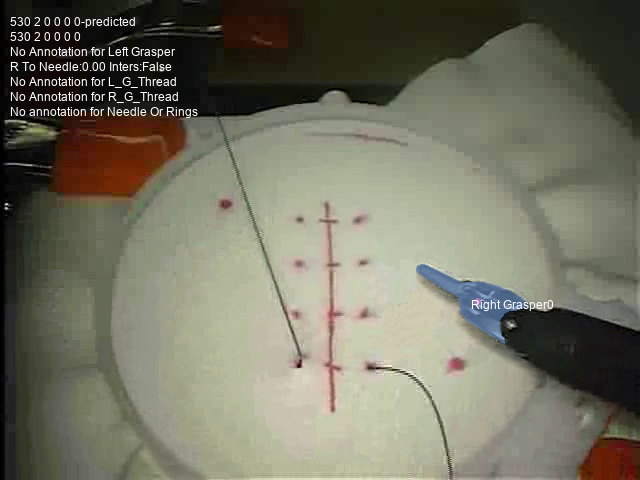 530 2 0 0 0 0-predicted
530 2 0 0 0 0
No Annotation for Left Grasper
R To Needle:0.00 Inters:False
No Annotation for L_G_Thread
No Annotation for R_G_Thread
No annotation for Needle Or Rings
Right Grasper0